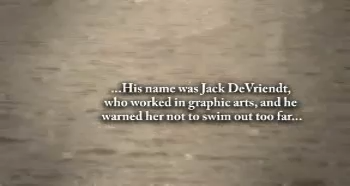 ...His name was Jack DeVriendt,
who worked in graphic arts, and he
warned her not to swim out too far...